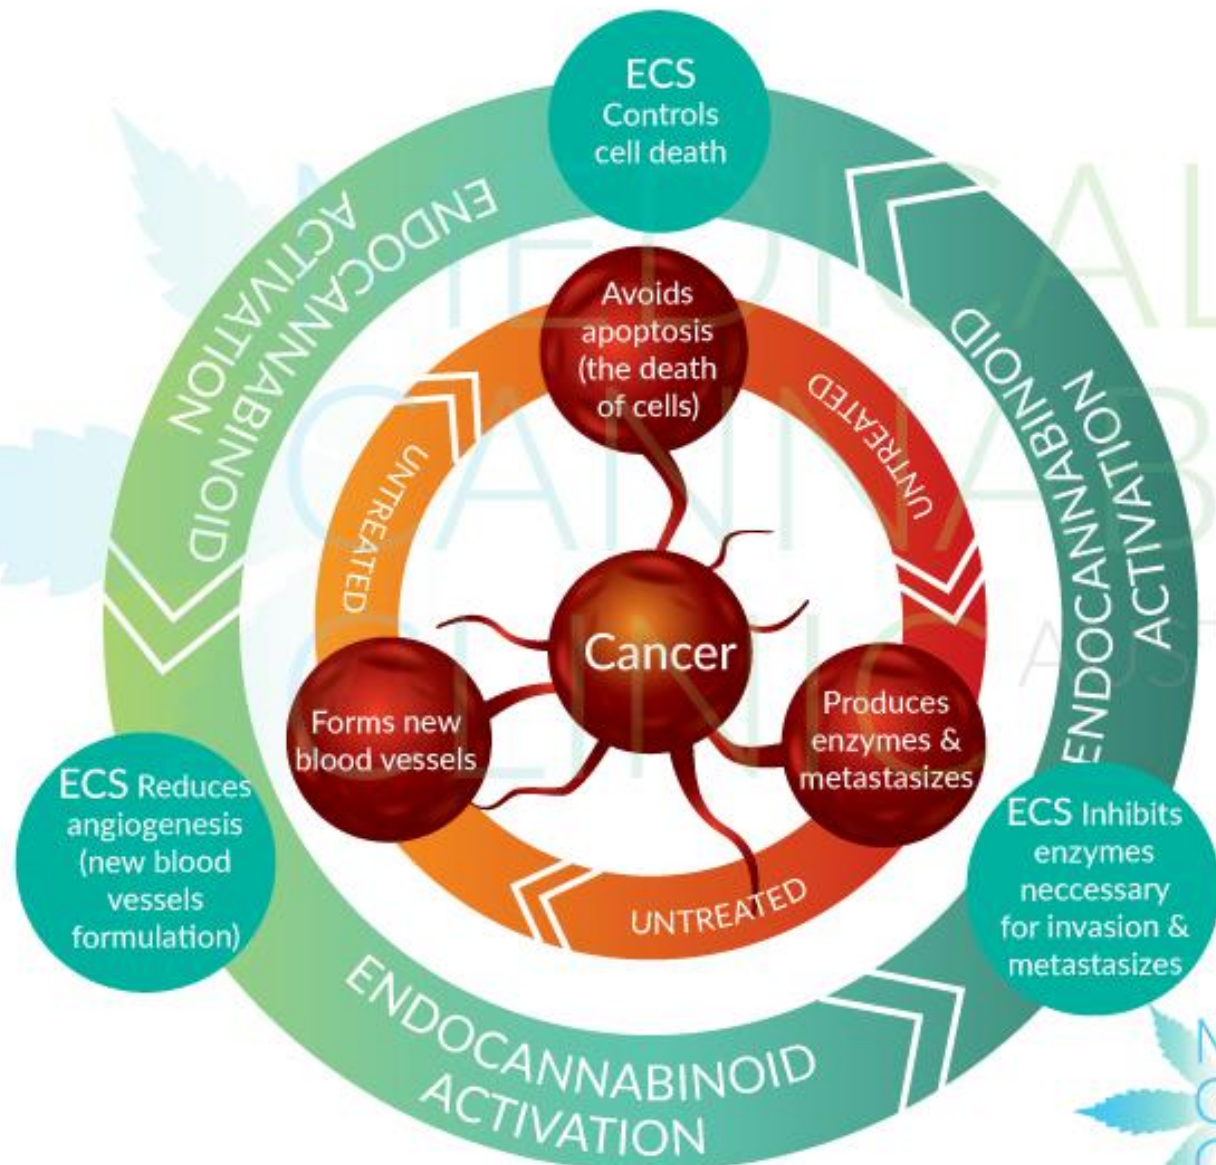 ECS
Controls
cell death
ENDOCANNABINOID
ACTIVATION
ENDOCANNABINOID
ACTIVATION
Avoids
apoptosis
(the death
of cells)
UNTREATED
UNTREATED
Cancer
Forms new
blood vessels
Produces
enzymes &
metastasizes
ECS Reduces
angiogenesis
(new blood
vessels
formulation)
ECS Inhibits
enzymes
neccessary
for invasion &
metastasizes
UNTREATED
ENDOCANNABINOID
ACTIVATION
MEDICAL
CLINIC